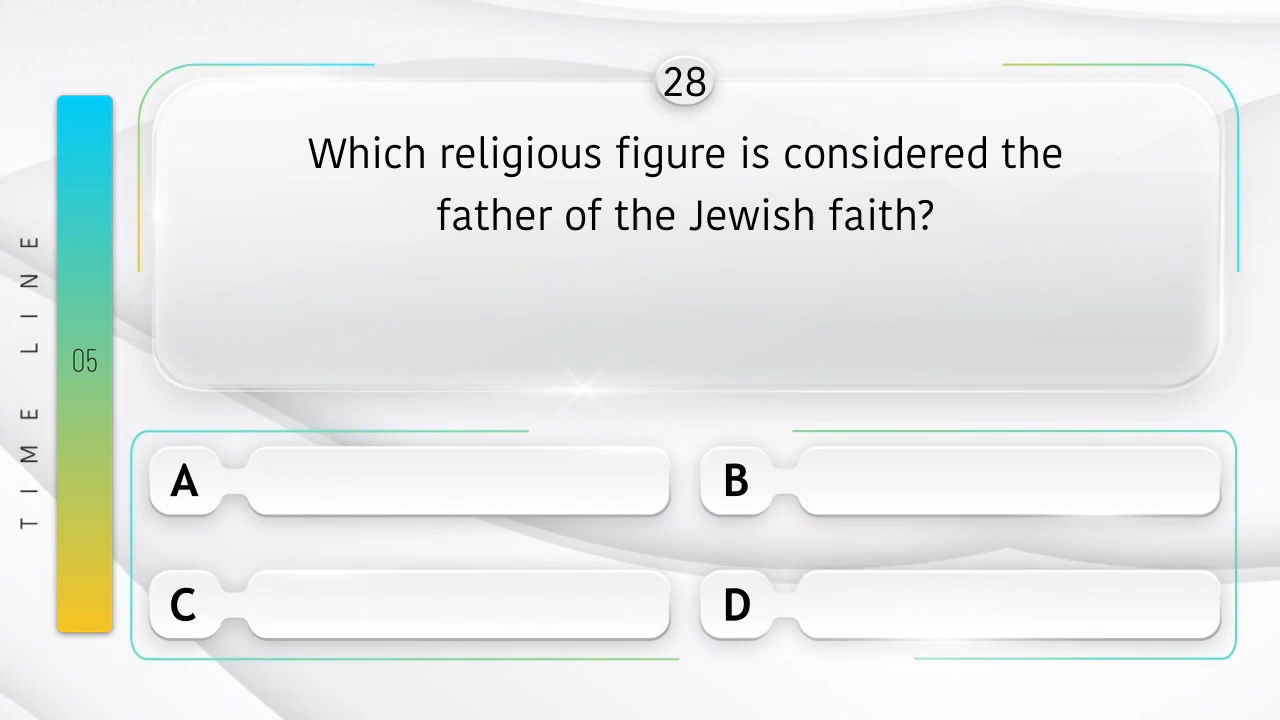 28
Which religious figure is considered the
father of the Jewish faith?
TIME LINE
05
A
B
C
D